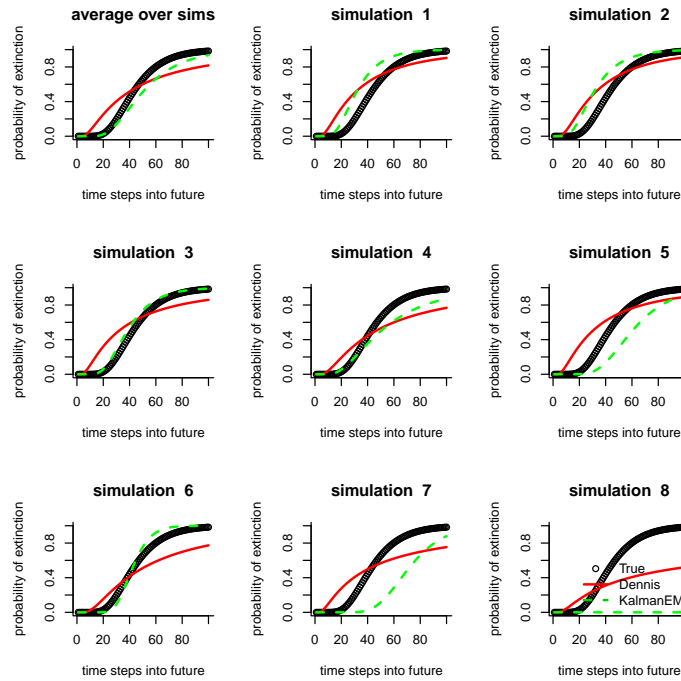 average over sims
simulation 1
simulation 2
probability of extinction
0.0 0.4 0.8
probability of extinction
0.0 0.4 0.8
probability of extinction
0.0 0.4 0.8
0 20 40 60 80
0 20 40 60 80
0 20 40 60 80
time steps into future
time steps into future
time steps into future
simulation 3
simulation 4
simulation 5
probability of extinction
0.0 0.4 0.8
probability of extinction
0.0 0.4 0.8
probability of extinction
0.0 0.4 0.8
0 20 40 60 80
0 20 40 60 80
0 20 40 60 80
time steps into future
time steps into future
time steps into future
simulation 6
simulation 7
simulation 8
probability of extinction
0.0 0.4 0.8
probability of extinction
0.0 0.4 0.8
probability of extinction
0.0 0.4 0.8
True
Dennis
KalmanEM
0 20 40 60 80
0 20 40 60 80
0 20 40 60 80
time steps into future
time steps into future
time steps into future